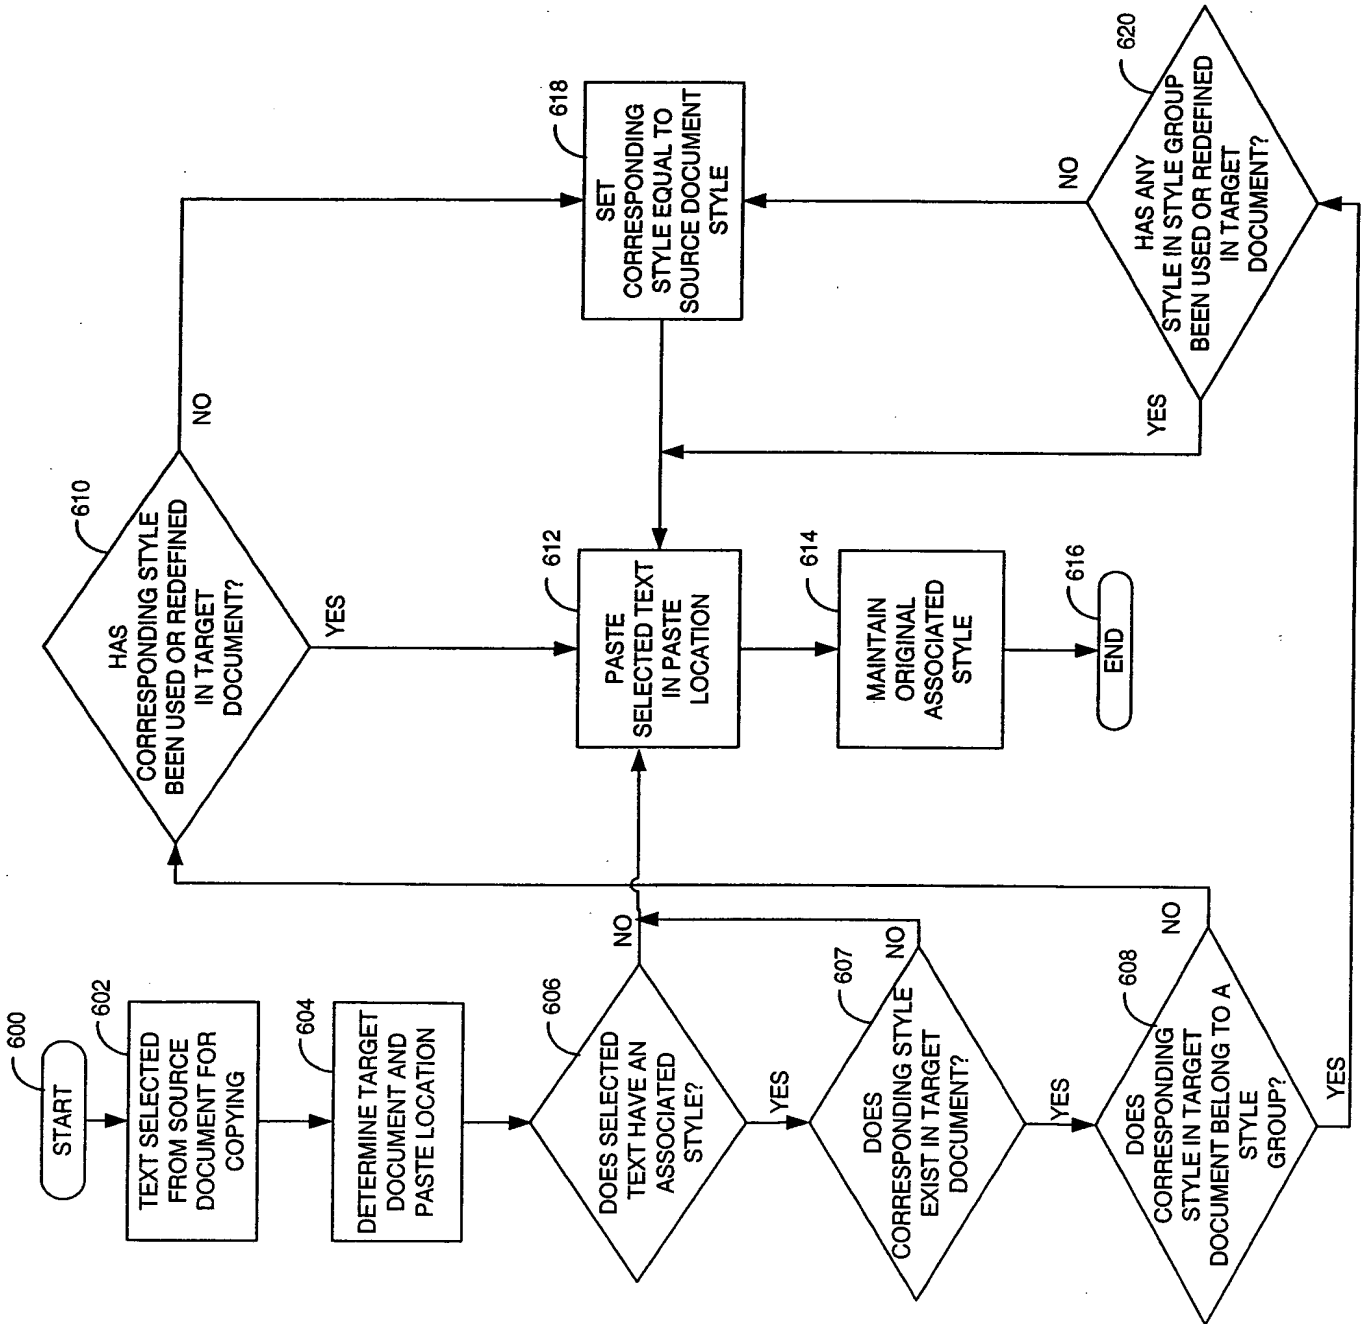 600
START
602
TEXT SELECTED
FROM SOURCE
DOCUMENT FOR
COPYING
604
DETERMINE TARGET
DOCUMENT AND
PASTE LOCATION
606
DOES SELECTED
TEXT HAVE AN
ASSOCIATED
STYLE?
NO
YES
607
DOES
CORRESPONDING STYLE
EXIST IN TARGET
DOCUMENT?
NO
YES
608
DOES
CORRESPONDING
STYLE IN TARGET
DOCUMENT BELONG TO A
STYLE
GROUP?
NO
YES
610
HAS
CORRESPONDING STYLE
BEEN USED OR REDEFINED
IN TARGET
DOCUMENT?
NO
YES
612
PASTE
SELECTED TEXT
IN PASTE
LOCATION
614
MAINTAIN
ORIGINAL
ASSOCIATED
STYLE
616
END
618
SET
CORRESPONDING
STYLE EQUAL TO
SOURCE DOCUMENT
STYLE
620
HAS ANY
STYLE IN STYLE GROUP
BEEN USED OR REDEFINED
IN TARGET
DOCUMENT?
NO
YES